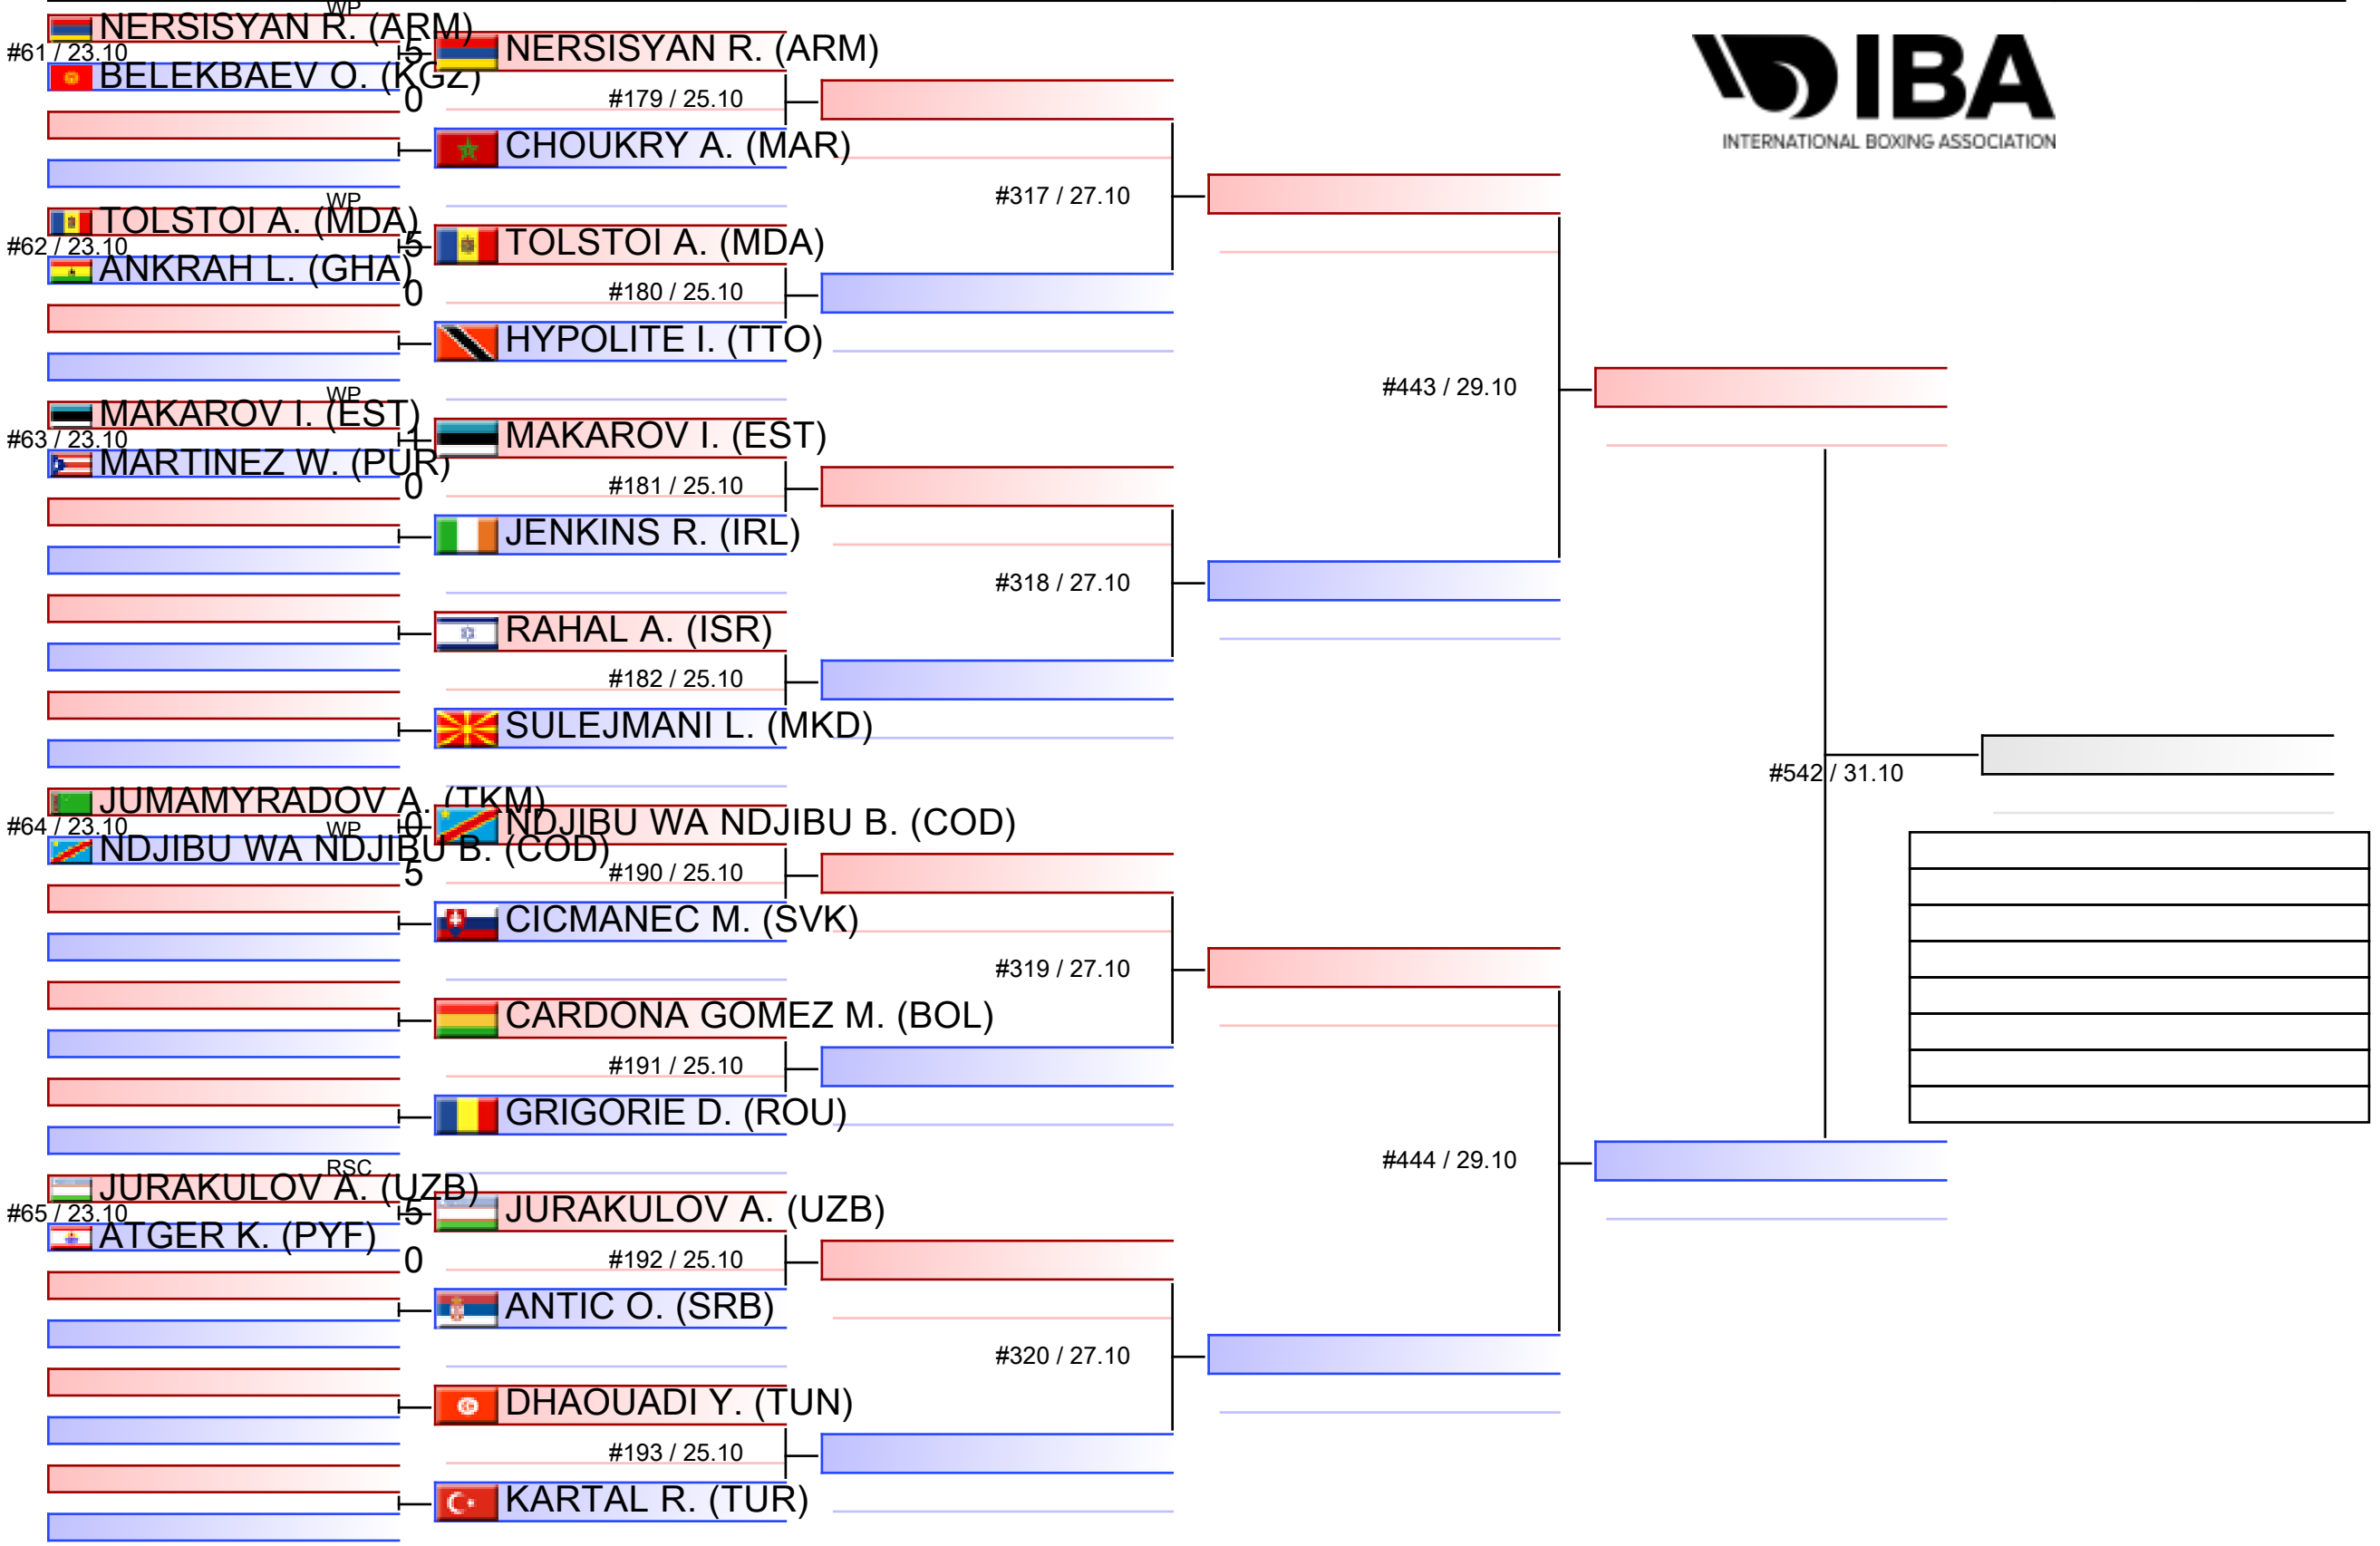 WP
NERSISYAN R. (ARM)
#61 / 23.10
5
BELEKBAEV O. (KGZ)
0
NERSISYAN R. (ARM)
#179 / 25.10
CHOUKRY A. (MAR)
IBA
INTERNATIONAL BOXING ASSOCIATION
#317 / 27.10
WP
TOLSTOI A. (MDA)
#62 / 23.10
5
ANKRAH L. (GHA)
0
TOLSTOI A. (MDA)
#180 / 25.10
HYPOLITE I. (TTO)
#443 / 29.10
WP
MAKAROV I. (EST)
#63 / 23.10
1
MARTINEZ W. (PUR)
0
MAKAROV I. (EST)
#181 / 25.10
JENKINS R. (IRL)
#318 / 27.10
RAHAL A. (ISR)
#182 / 25.10
SULEJMANI L. (MKD)
#542 / 31.10
JUMAMYRADOV A. (TKM)
#64 / 23.10
WP
0
NDJIBU WA NDJIBU B. (COD)
5
NDJIBU WA NDJIBU B. (COD)
#190 / 25.10
CICMANEC M. (SVK)
#319 / 27.10
CARDONA GOMEZ M. (BOL)
#191 / 25.10
GRIGORIE D. (ROU)
#444 / 29.10
RSC
JURAKULOV A. (UZB)
#65 / 23.10
5
ATGER K. (PYF)
0
JURAKULOV A. (UZB)
#192 / 25.10
ANTIC O. (SRB)
#320 / 27.10
DHAOUADI Y. (TUN)
#193 / 25.10
KARTAL R. (TUR)